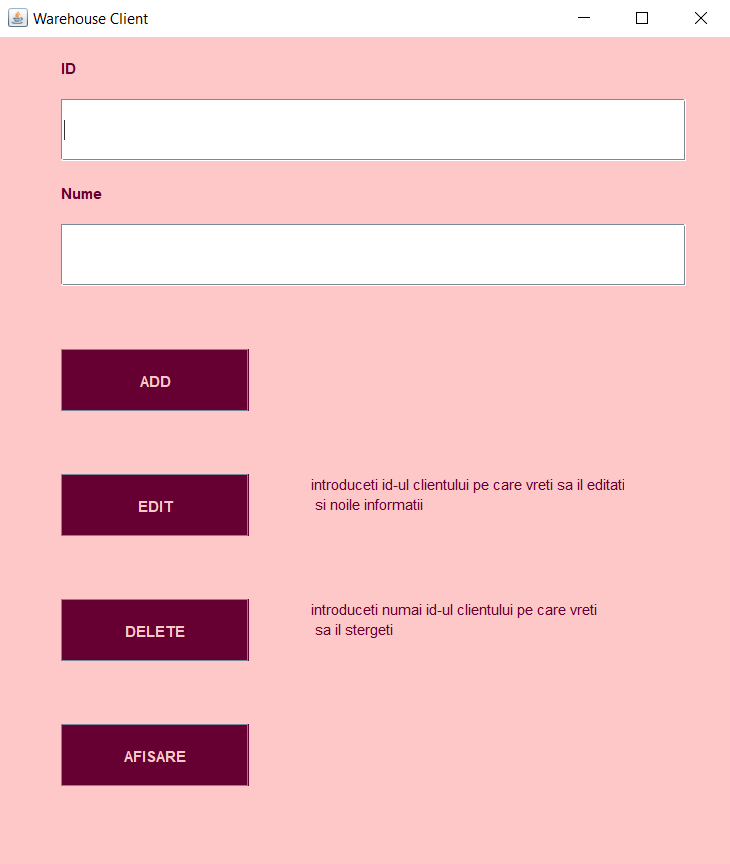 Warehouse Client
ID
Nume
ADD
EDIT
introduceti id-ul clientului pe care vreti sa il editati
si noile informatii
DELETE
introduceti numai id-ul clientului pe care vreti
sa il stergeti
AFISARE